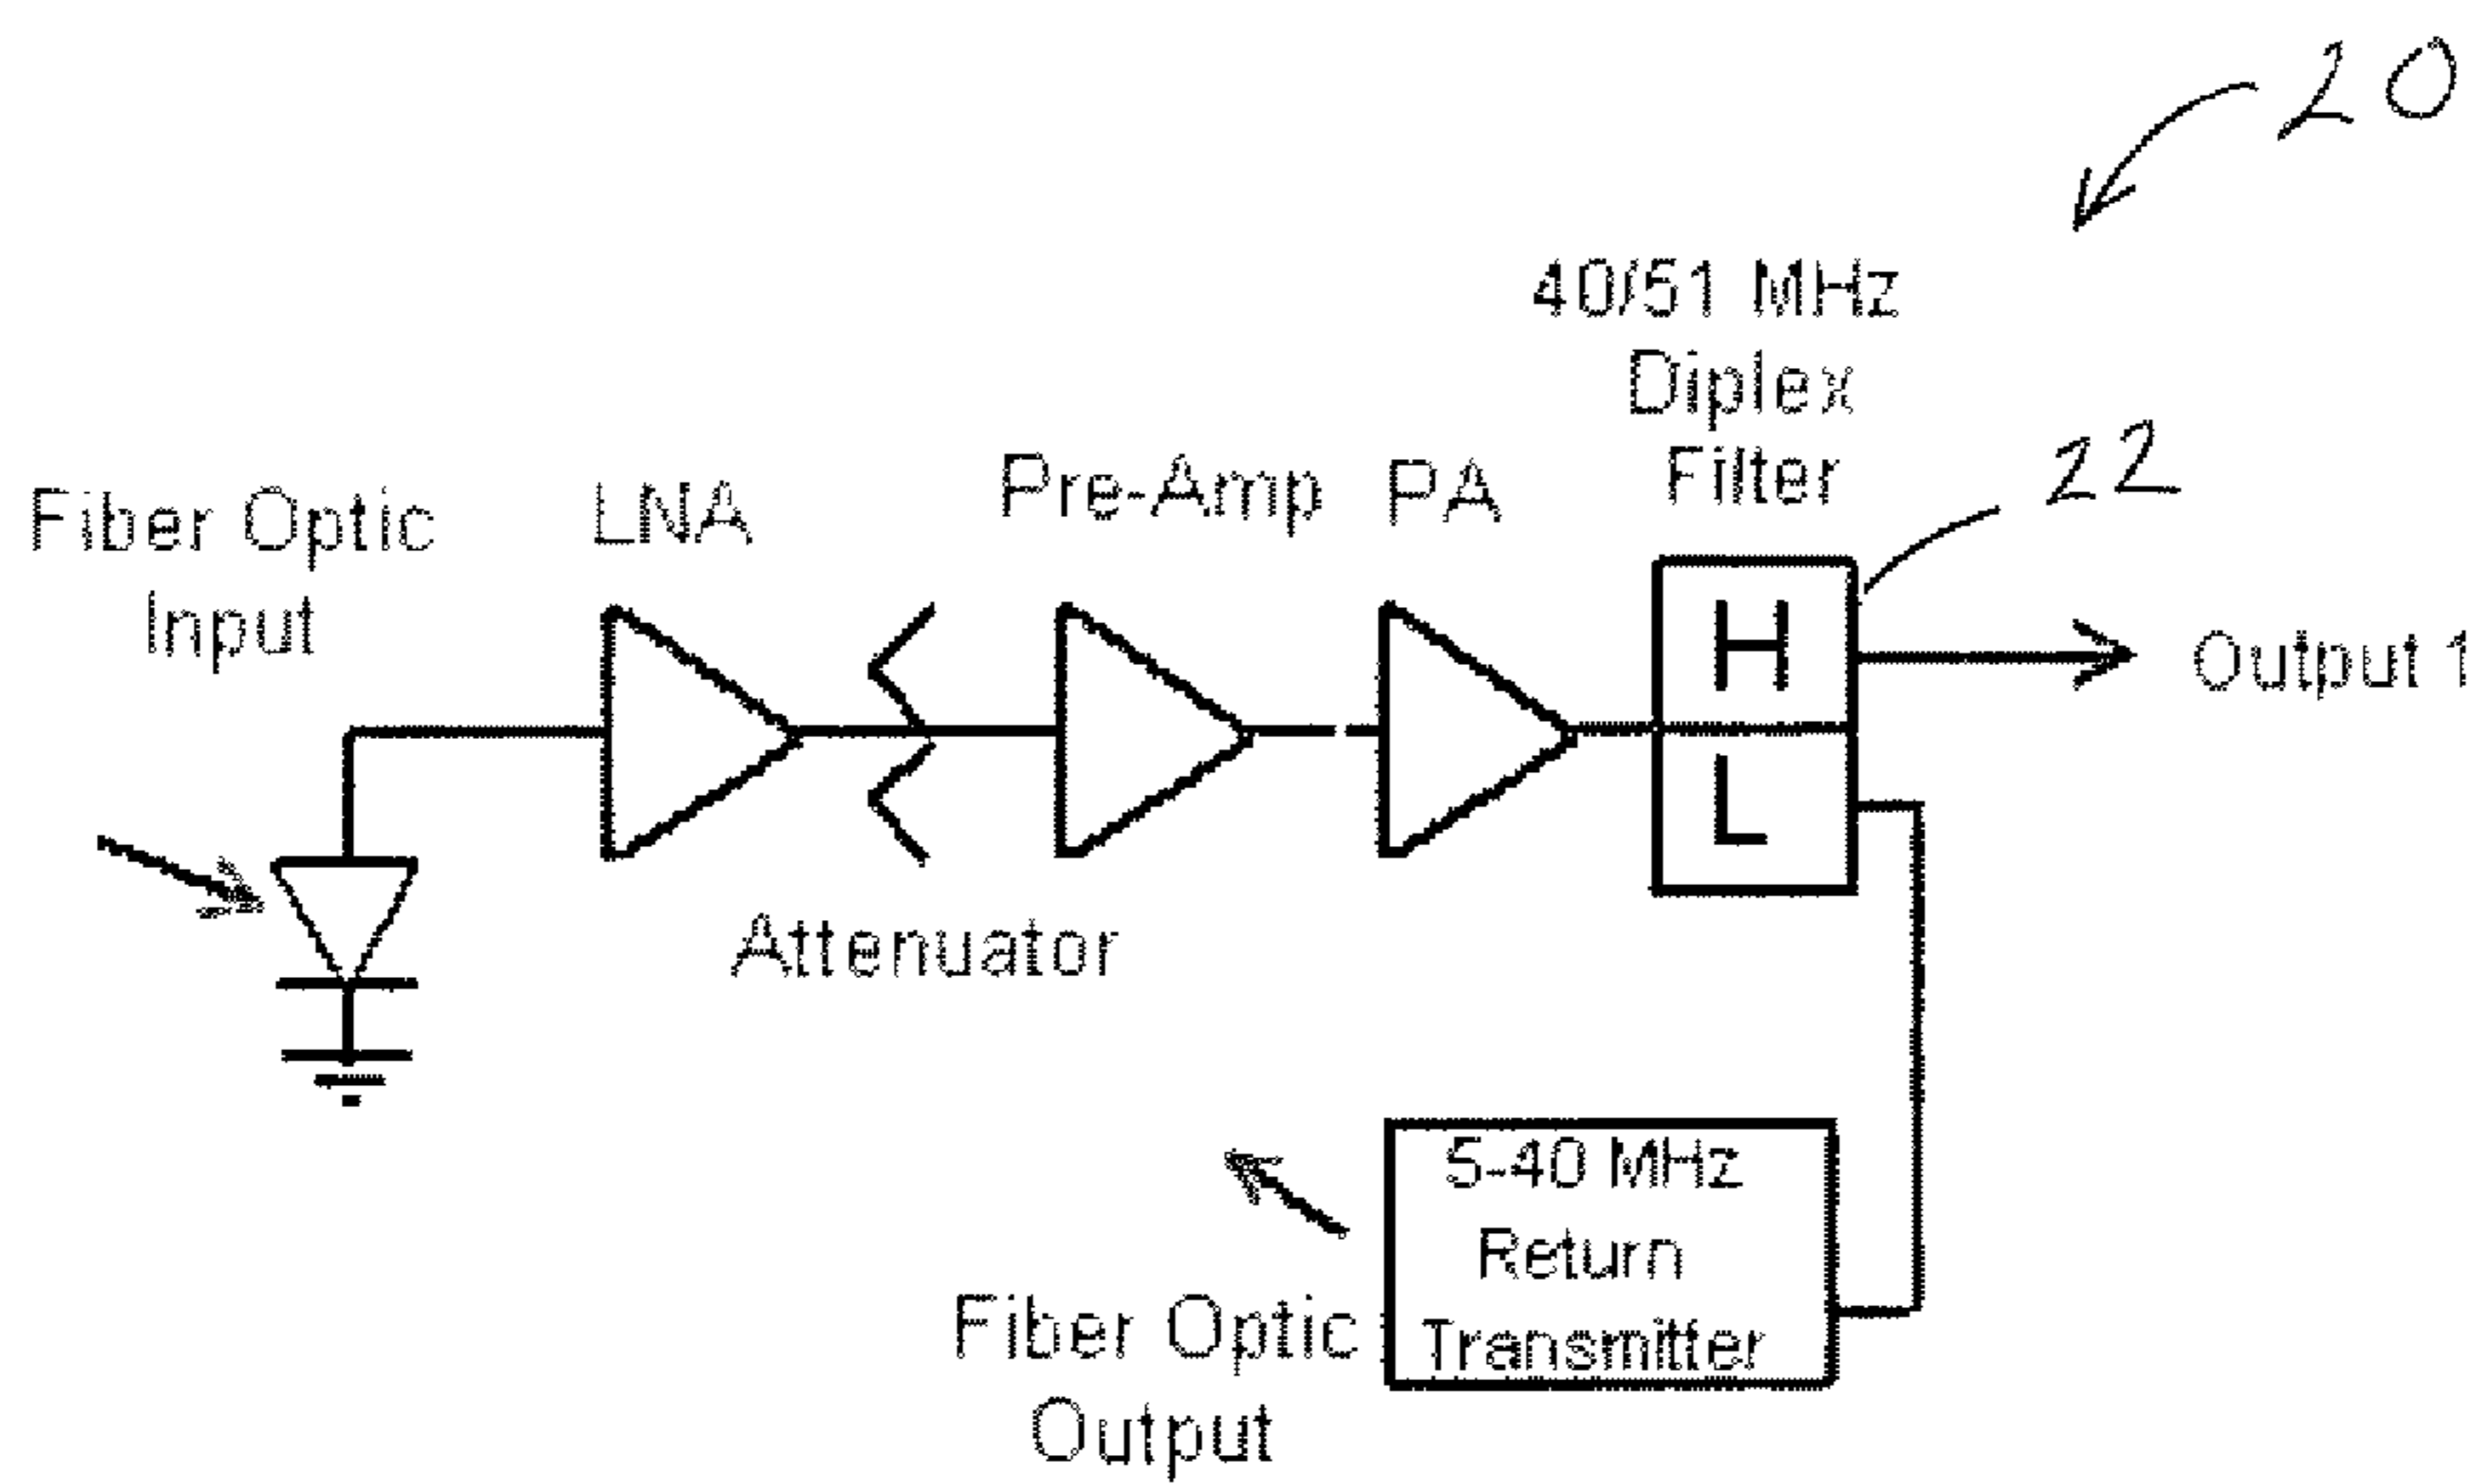 20
40/51 MHz
Diplex
Filter
22
Fiber Optic
Input
LNA
Pre-Amp
PA
H
Output 1
L
Attenuator
5-40 MHz
Return
Transmitter
Fiber Optic
Output